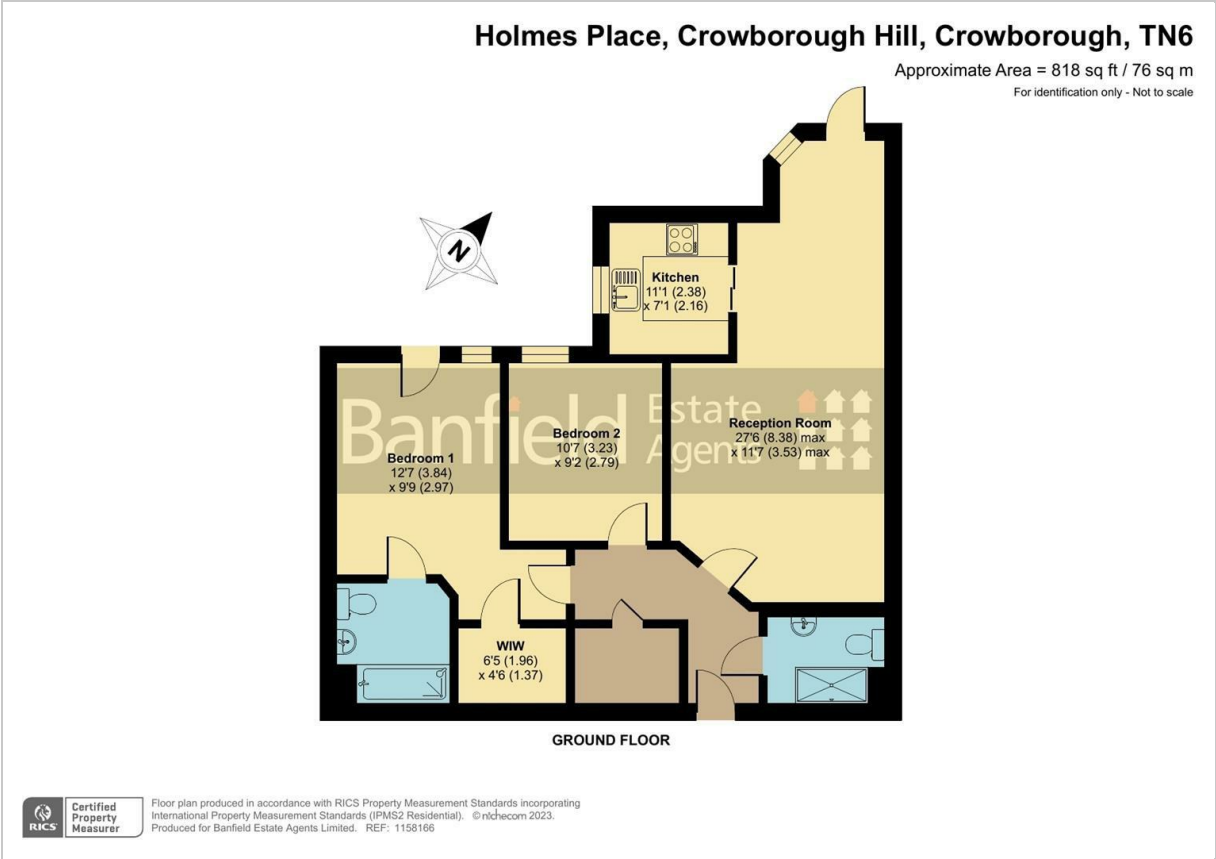 Holmes Place, Crowborough Hill, Crowborough, TN6
Approximate Area = 818 sq ft / 76 sq m
For identification only - Not to scale
N
Kitchen
11'1 (2.38)
x 7'1 (2.16)
Banfield Estate
Agents
Reception Room
27'6 (8.38) max
x 11'7 (3.53) max
Bedroom 2
10'7 (3.23)
x 9'2 (2.79)
Bedroom 1
12'7 (3.84)
x 9'9 (2.97)
WIW
6'5 (1.96)
x 4'6 (1.37)
GROUND FLOOR
RICS
Certified
Property
Measurer
Floor plan produced in accordance with RICS Property Measurement Standards incorporating
International Property Measurement Standards (IPMS2 Residential). © nichecom 2023.
Produced for Banfield Estate Agents Limited. REF: 1158166